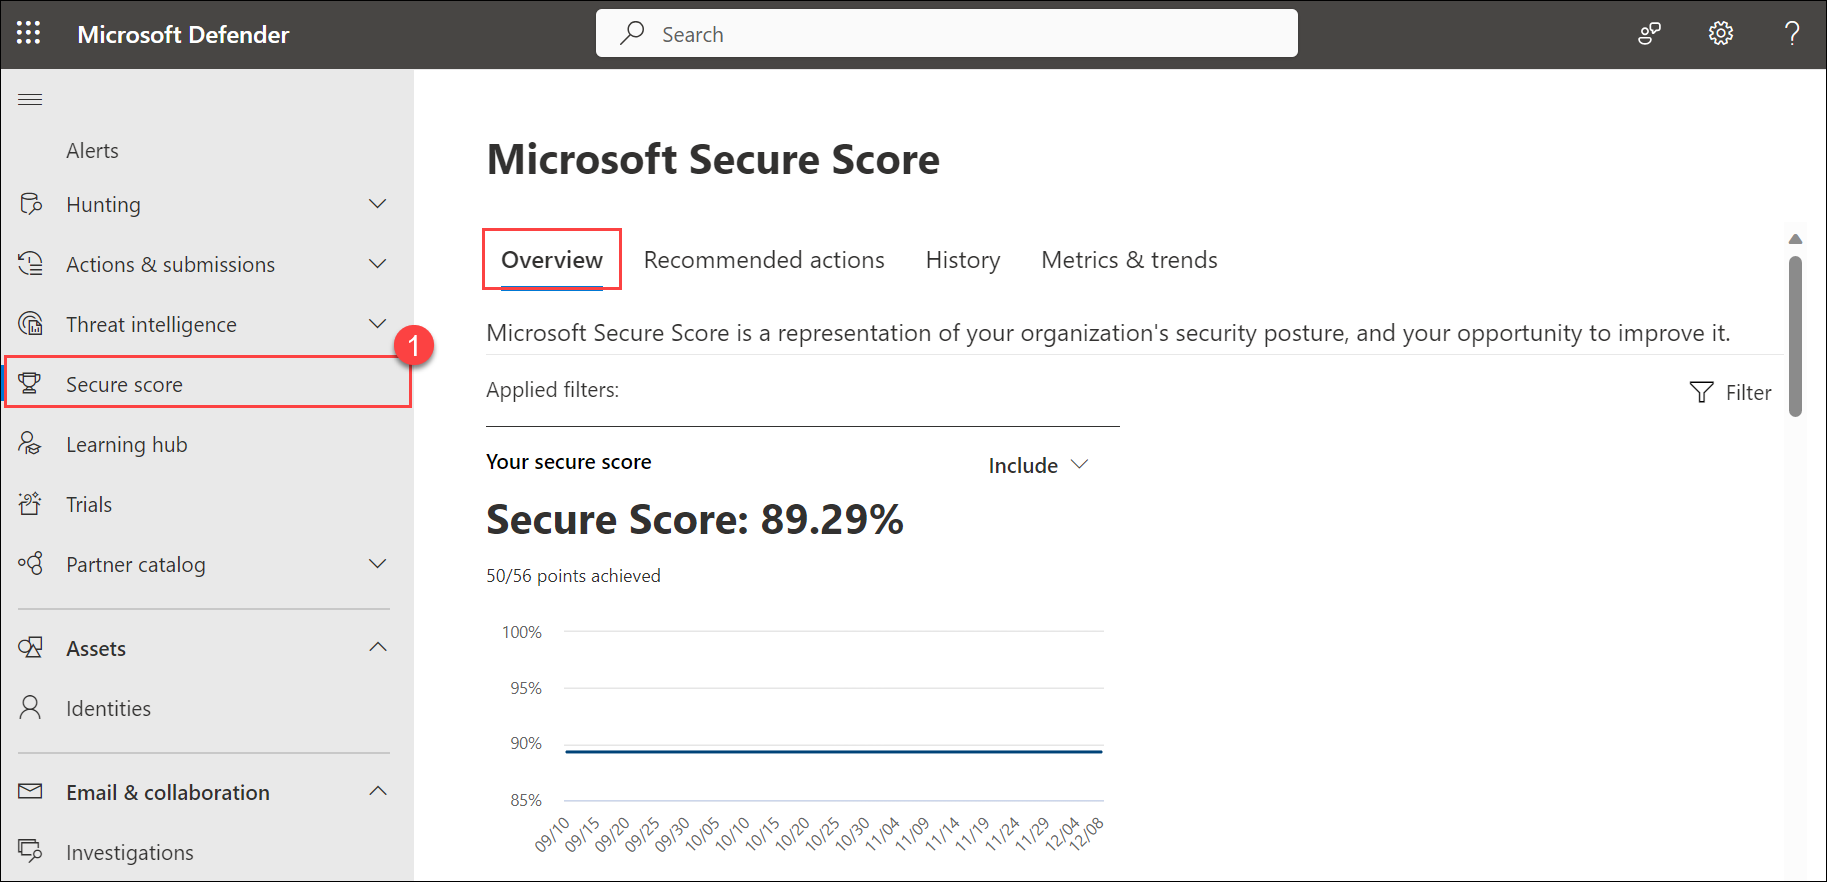 Microsoft Defender
Search
?
Alerts
Hunting
Actions & submissions
Threat intelligence
1
Secure score
Learning hub
Trials
Partner catalog
Assets
Identities
Email & collaboration
Investigations
Microsoft Secure Score
Overview Recommended actions History Metrics & trends
Microsoft Secure Score is a representation of your organization's security posture, and your opportunity to improve it.
Applied filters:
Filter
Your secure score
Include
Secure Score: 89.29%
50/56 points achieved
100%
95%
90%
85%
09/10 09/15 09/20 09/25 09/30 10/05 10/10 10/15 10/20 10/25 10/30 11/04 11/09 11/14 11/19 11/24 11/29 12/04 12/08